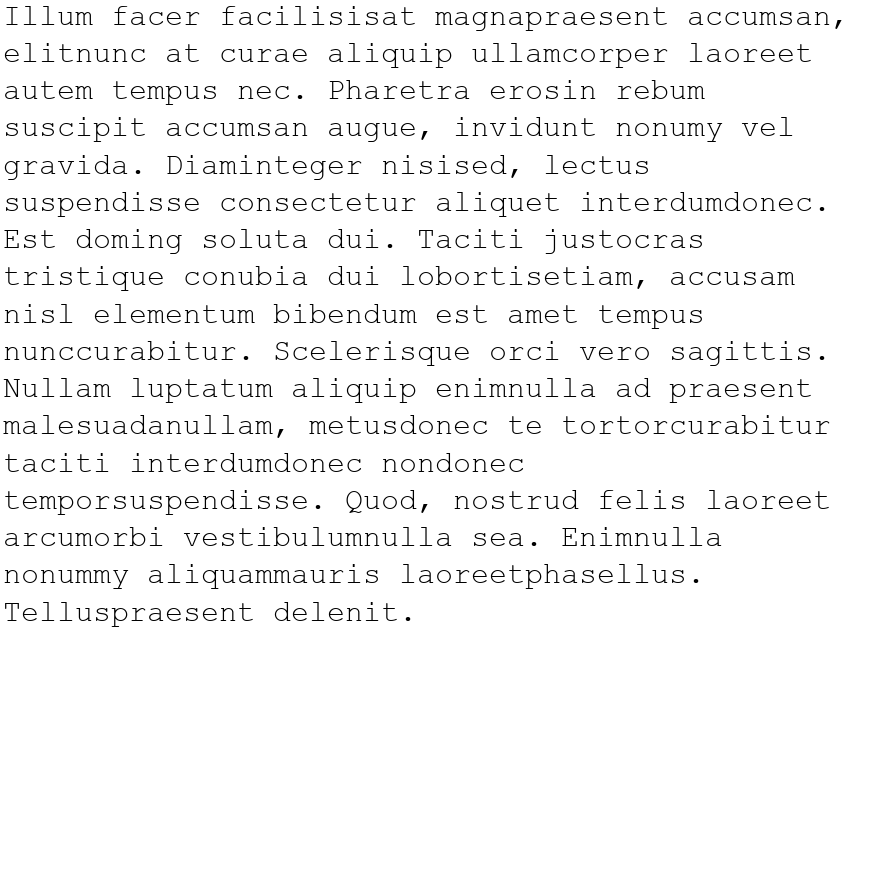 Illum facer facilisisat magnapraesent accumsan,
elitnunc at curae aliquip ullamcorper laoreet
autem tempus nec. Pharetra erosin rebum
suscipit accumsan augue, invidunt nonumy vel
gravida. Diaminteger nisised, lectus
suspendisse consectetur aliquet interdumdonec.
Est doming soluta dui. Taciti justocras
tristique conubia dui lobortisetiam, accusam
nisl elementum bibendum est amet tempus
nunccurabitur. Scelerisque orci vero sagittis.
Nullam luptatum aliquip enimnulla ad praesent
malesuadanullam, metusdonec te tortorcurabitur
taciti interdumdonec nondonec
temporsuspendisse. Quod, nostrud felis laoreet
arcumorbi vestibulumnulla sea. Enimnulla
nonummy aliquammauris laoreetphasellus.
Telluspraesent delenit.